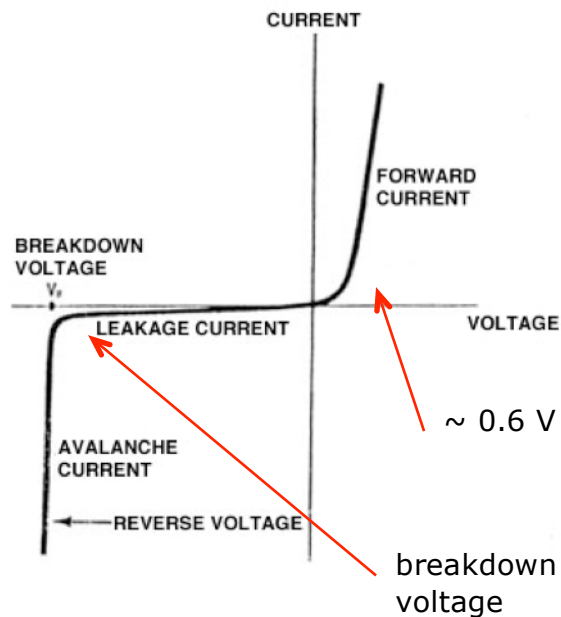 CURRENT
FORWARD
CURRENT
BREAKDOWN
VOLTAGE
LEAKAGE CURRENT
VOLTAGE
~ 0.6 V
AVALANCHE
CURRENT
REVERSE VOLTAGE
breakdown
voltage